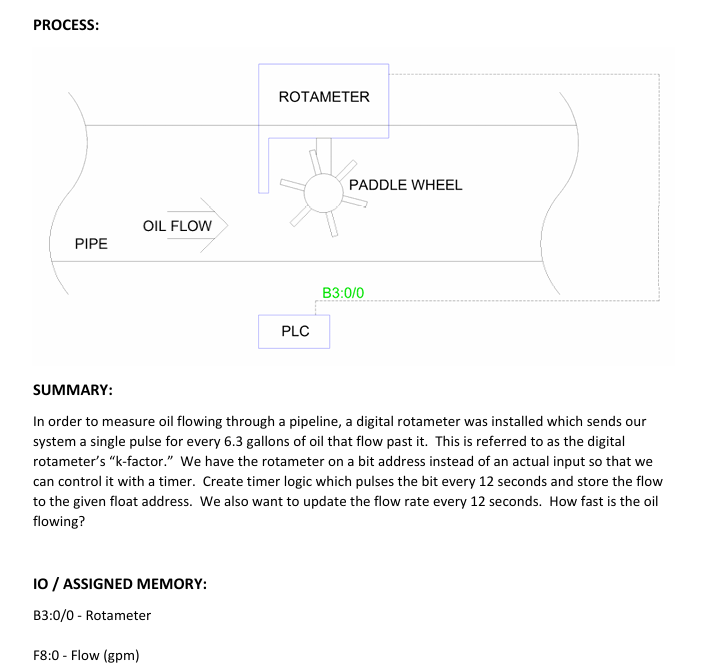 PROCESS:
ROTAMETER
PADDLE WHEEL
OIL FLOW
PIPE
B3:0/0
PLC
SUMMARY:
In order to measure oil flowing through a pipeline, a digital rotameter was installed which sends our
system a single pulse for every 6.3 gallons of oil that flow past it.  This is referred to as the digital
rotameter's “k-factor.”  We have the rotameter on a bit address instead of an actual input so that we
can control it with a timer.  Create timer logic which pulses the bit every 12 seconds and store the flow
to the given float address.  We also want to update the flow rate every 12 seconds.  How fast is the oil
flowing?
IO / ASSIGNED MEMORY:
B3:0/0 - Rotameter
F8:0 - Flow (gpm)